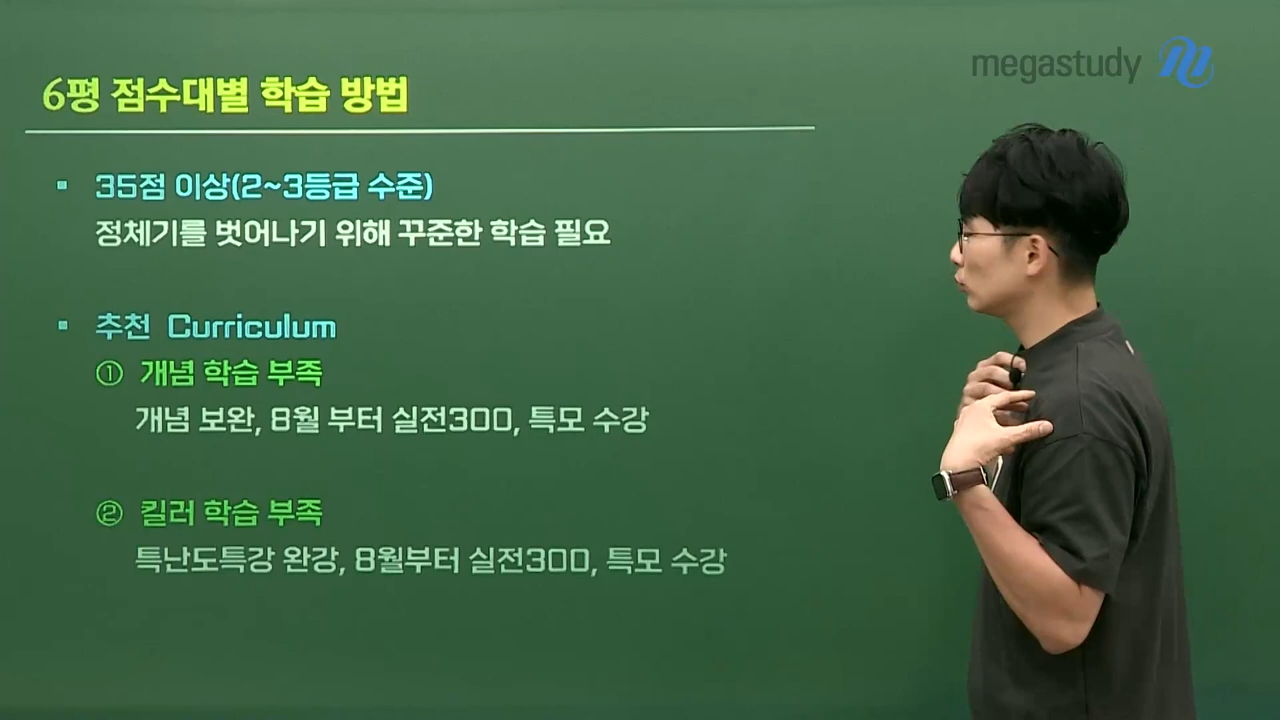 megastudy
6평 점수대별 학습 방법
▪ 35점 이상(2~3등급 수준)
정체기를 벗어나기 위해 꾸준한 학습 필요
▪ 추천 Curriculum
① 개념 학습 부족
개념 보완, 8월 부터 실전300, 특모 수강
② 킬러 학습 부족
특난도특강 완강, 8월부터 실전300, 특모 수강